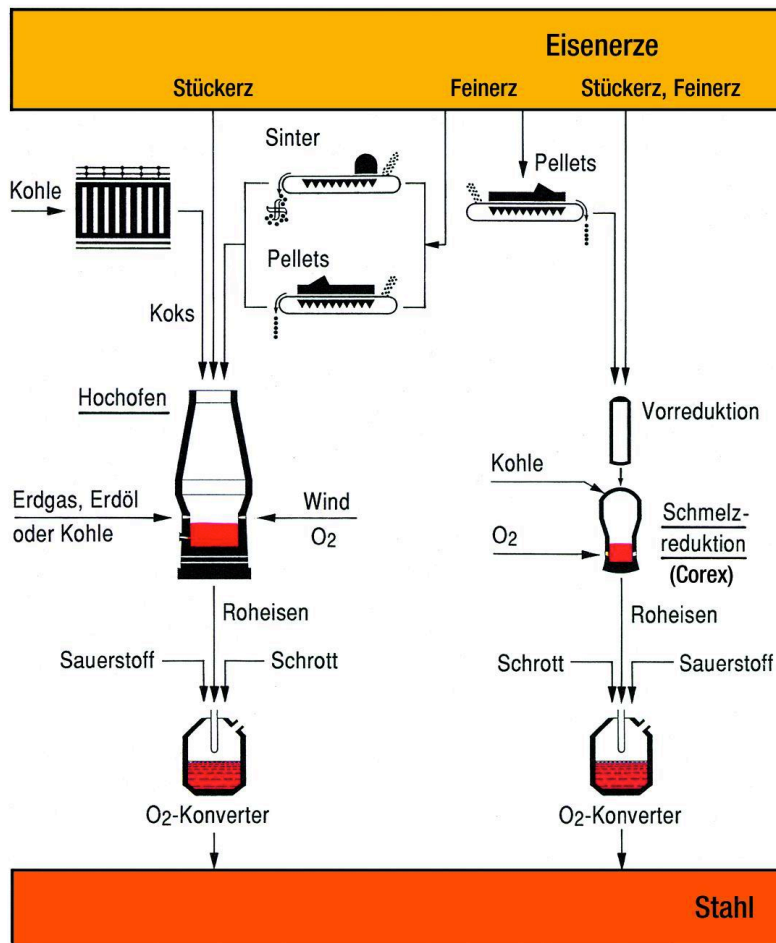 Eisenerze
Stückerz
Feinerz
Stückerz, Feinerz
Sinter
Pellets
Kohle
Pellets
Koks
Hochofen
Vorreduktion
Kohle
Erdgas, Erdöl
oder Kohle
Wind
O2
O2
Schmelz-
reduktion
(Corex)
Roheisen
Roheisen
Sauerstoff
Schrott
Schrott
Sauerstoff
O2-Konverter
O2-Konverter
Stahl